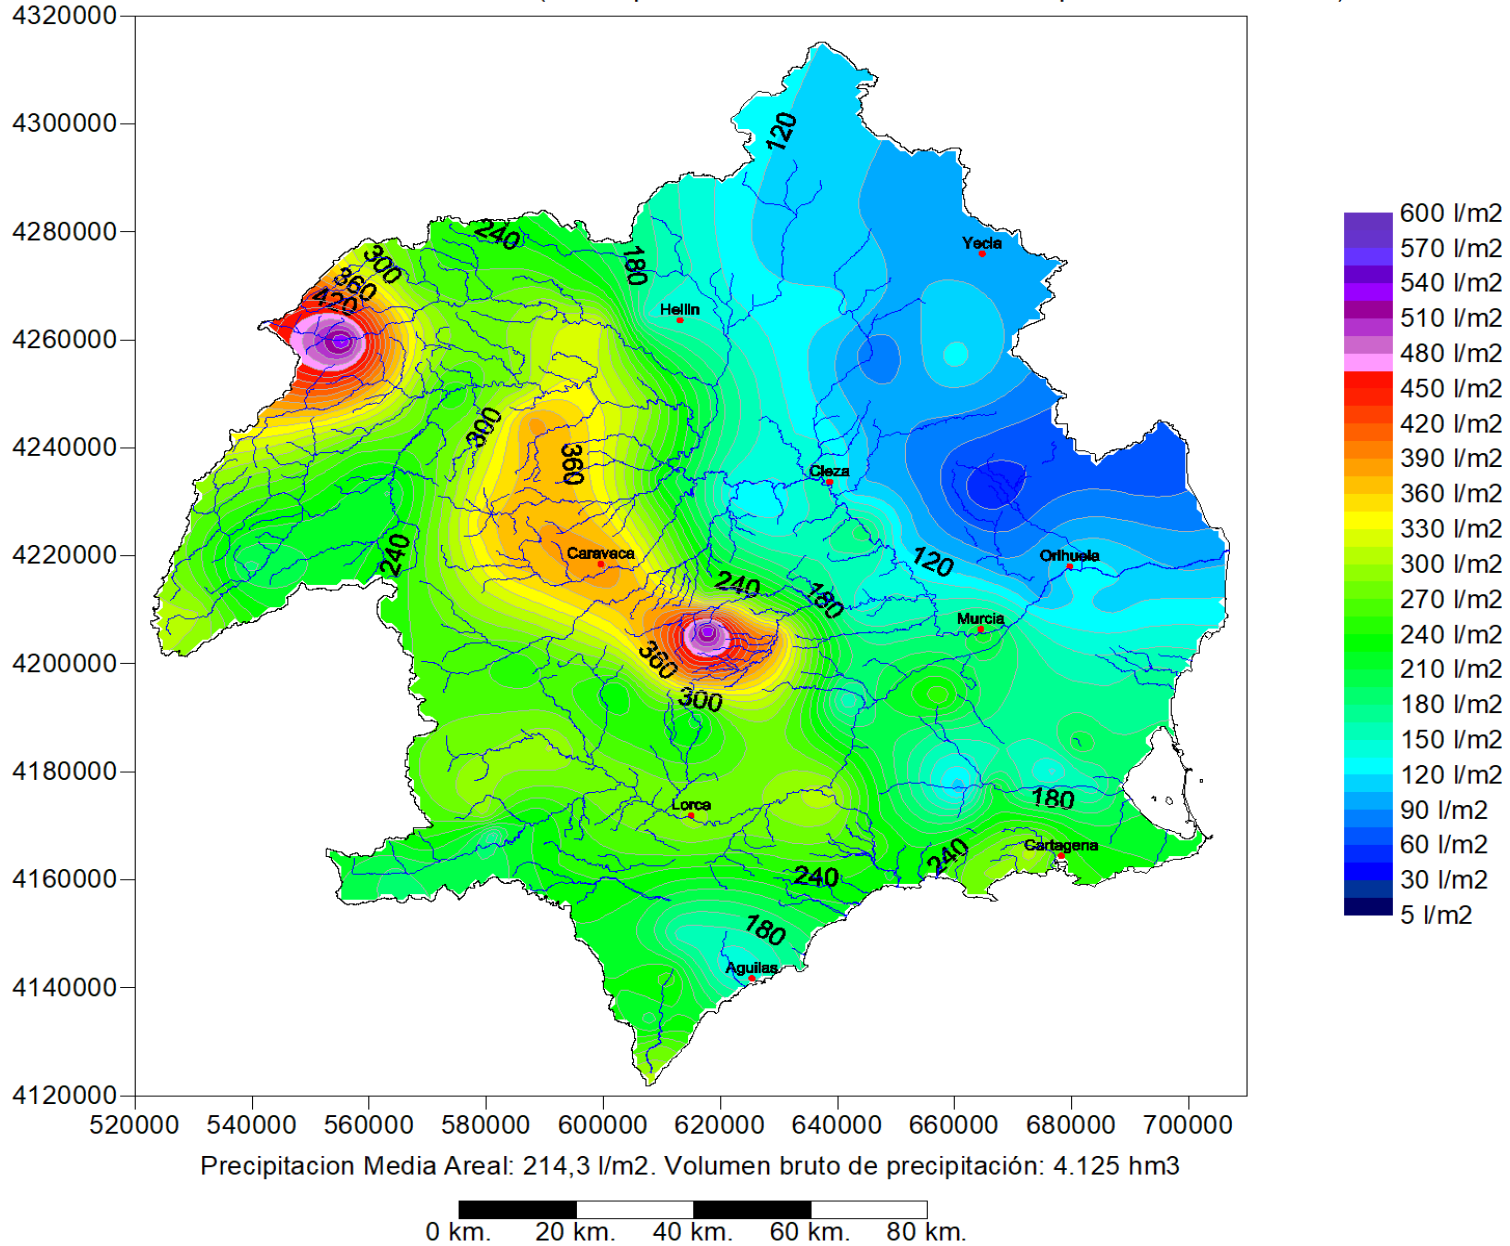 4320000
4300000
4280000
4260000
4240000
4220000
4200000
4180000
4160000
4140000
4120000
520000 540000 560000 580000 600000 620000 640000 660000 680000 700000
120
240
300
360
420
180
Yecla
Hellin
300
360
Cieza
240
Caravaca
240
180
120
Orihuela
Murcia
360
300
Lorca
180
240
Cartagena
240
180
Aguilas
600 l/m2
570 l/m2
540 l/m2
510 l/m2
480 l/m2
450 l/m2
420 l/m2
390 l/m2
360 l/m2
330 l/m2
300 l/m2
270 l/m2
240 l/m2
210 l/m2
180 l/m2
150 l/m2
120 l/m2
90 l/m2
60 l/m2
30 l/m2
5 l/m2
Precipitacion Media Areal: 214,3 l/m2. Volumen bruto de precipitación: 4.125 hm3
0 km. 20 km. 40 km. 60 km. 80 km.